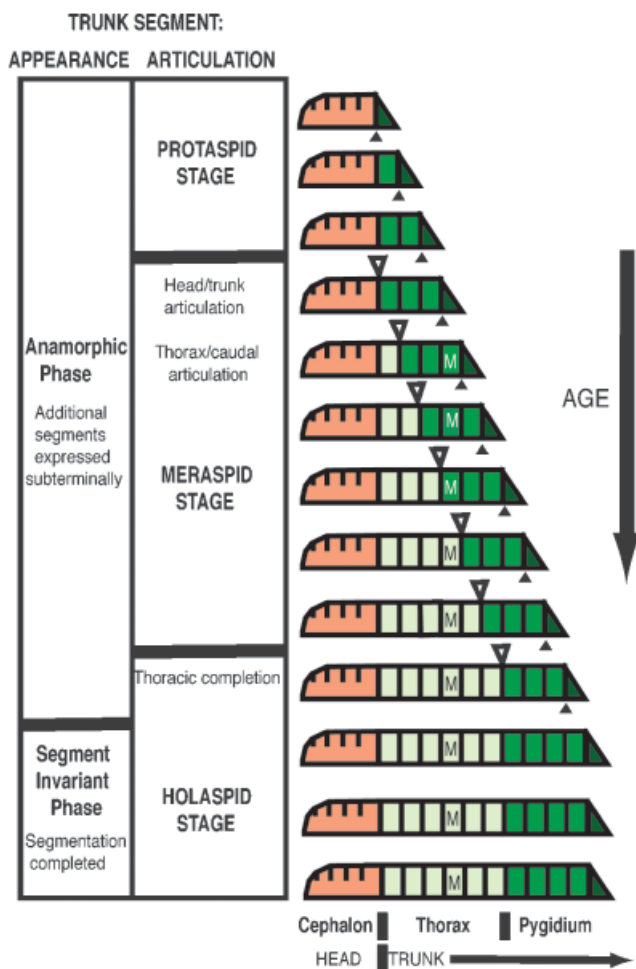 TRUNK SEGMENT:
APPEARANCE ARTICULATION
PROTASPID
STAGE
Head/trunk
articulation
Anamorphic
Phase
Thorax/caudal
articulation
Additional
segments
expressed
subterminally
MERASPID
STAGE
M
M
M
M
M
AGE
Thoracic completion
M
Segment
Invariant
Phase
Segmentation
completed
HOLASPID
STAGE
M
M
M
Cephalon Thorax Pygidium
HEAD TRUNK